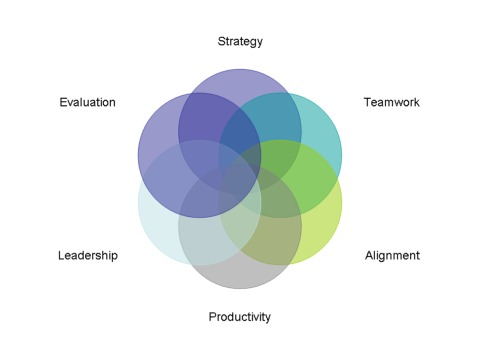 Strategy
Evaluation
Teamwork
Leadership
Alignment
Productivity